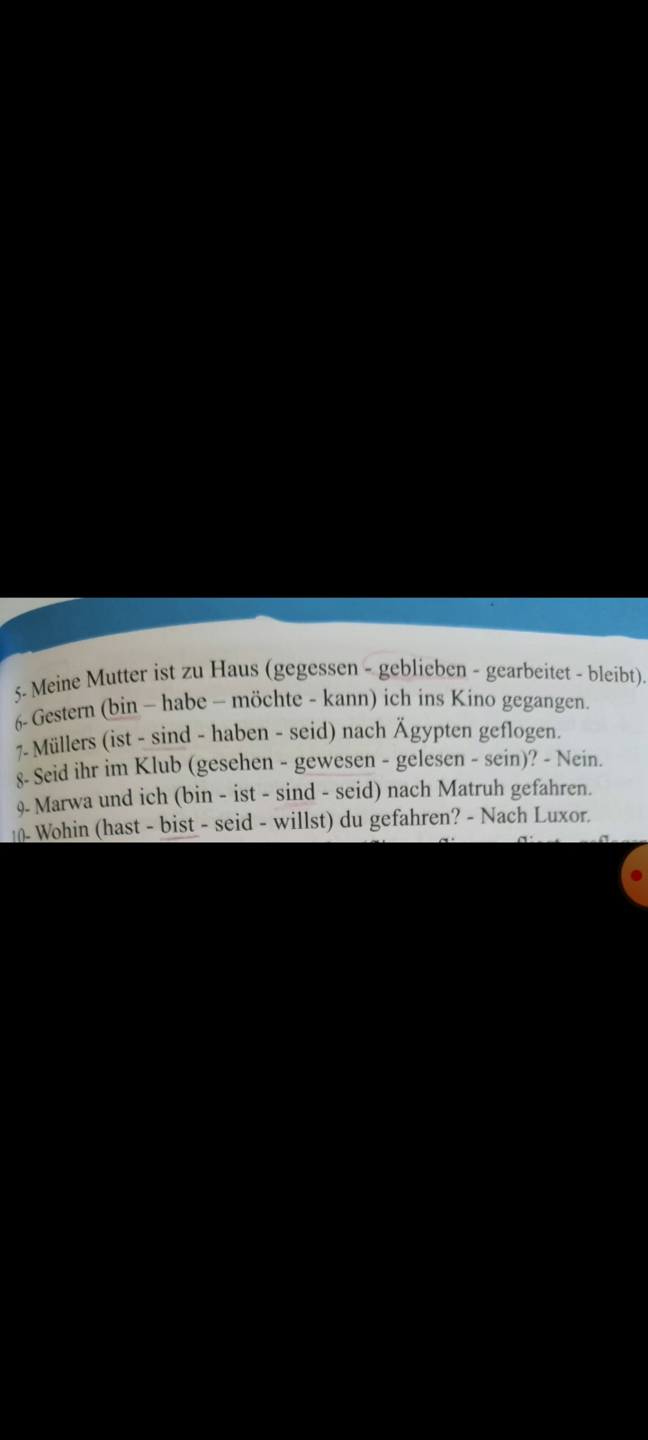 5- Meine Mutter ist zu Haus (gegessen - geblieben - gearbeitet - bleibt).
6- Gestern (bin – habe – möchte - kann) ich ins Kino gegangen.
7- Müllers (ist - sind - haben - seid) nach Ägypten geflogen.
8- Seid ihr im Klub (gesehen - gewesen - gelesen - sein)? - Nein.
9- Marwa und ich (bin - ist - sind - seid) nach Matruh gefahren.
10- Wohin (hast - bist - seid - willst) du gefahren? - Nach Luxor.